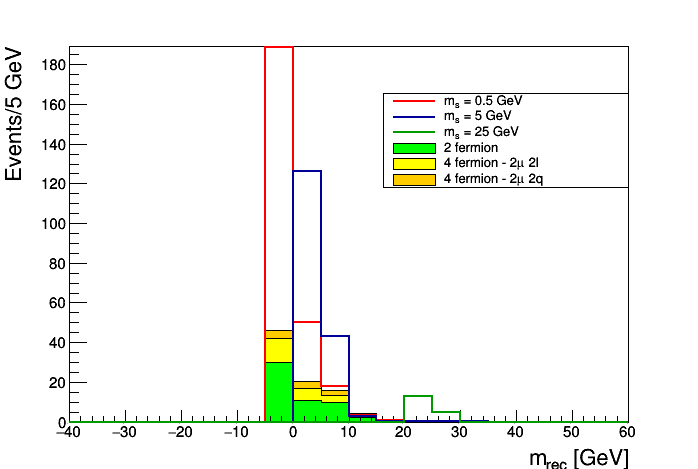 Events/5 GeV
180
160
140
120
100
80
60
40
20
0
m_s = 0.5 GeV
m_s = 5 GeV
m_s = 25 GeV
2 fermion
4 fermion - 2μ 2l
4 fermion - 2μ 2q
−40 −30 −20 −10 0 10 20 30 40 50 60
m_rec [GeV]